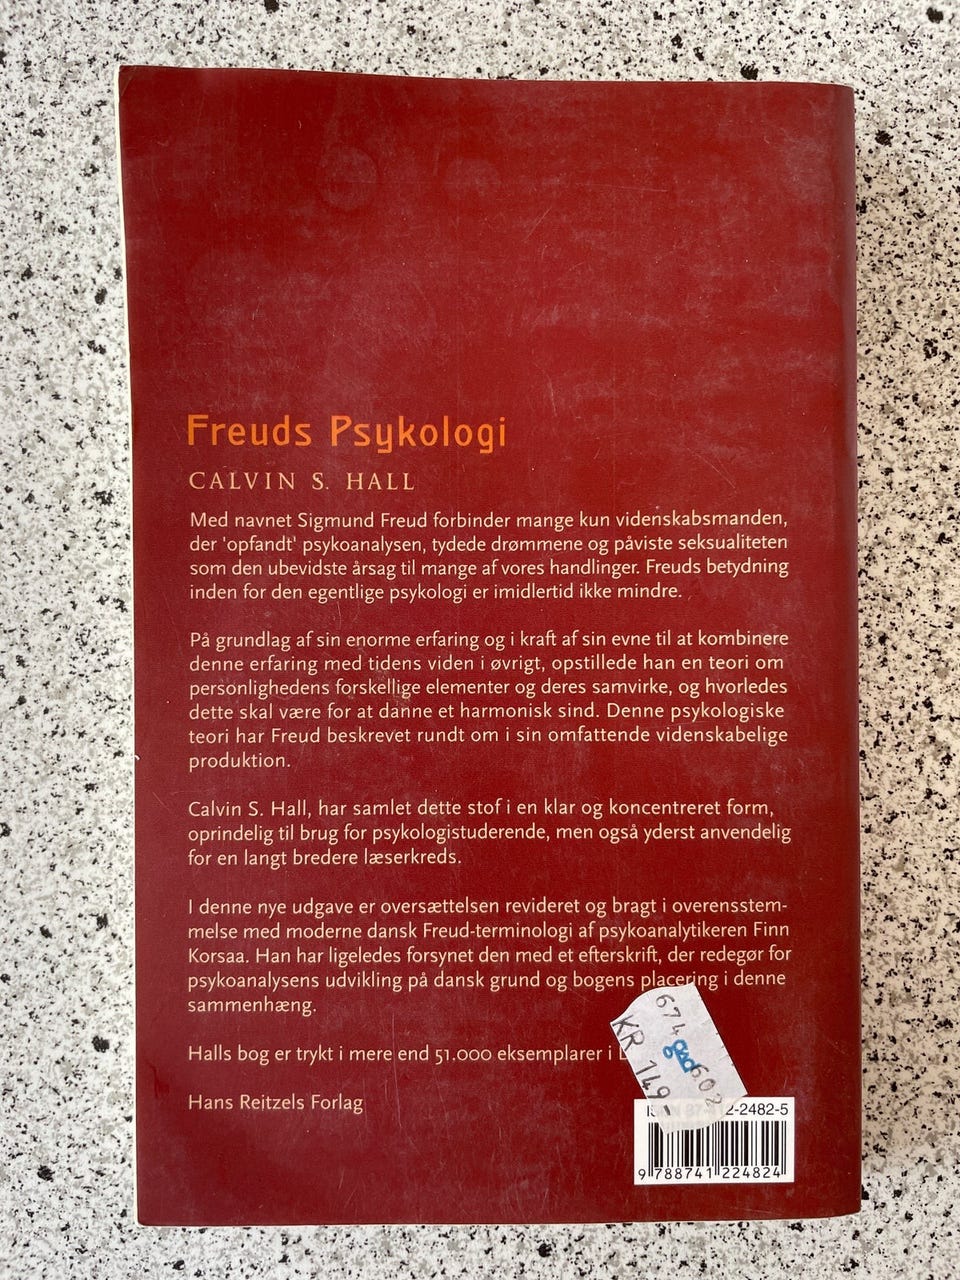 Freuds Psykologi
CALVIN S. HALL
Med navnet Sigmund Freud forbinder mange kun videnskabsmanden,
der 'opfandt' psykoanalysen, tydede drømmene og påviste seksualiteten
som den ubevidste årsag til mange af vores handlinger. Freuds betydning
inden for den egentlige psykologi er imidlertid ikke mindre.
På grundlag af sin enorme erfaring og i kraft af sin evne til at kombinere
denne erfaring med tidens viden i øvrigt, opstillede han en teori om
personlighedens forskellige elementer og deres samvirke, og hvorledes
dette skal være for at danne et harmonisk sind. Denne psykologiske
teori har Freud beskrevet rundt om i sin omfattende videnskabelige
produktion.
Calvin S. Hall, har samlet dette stof i en klar og koncentreret form,
oprindelig til brug for psykologistuderende, men også yderst anvendelig
for en langt bredere læserkreds.
I denne nye udgave er oversættelsen revideret og bragt i overensstem-
melse med moderne dansk Freud-terminologi af psykoanalytikeren Finn
Korsaa. Han har ligeledes forsynet den med et efterskrift, der redegør for
psykoanalysens udvikling på dansk grund og bogens placering i denne
sammenhæng.
Halls bog er trykt i mere end 51.000 eksemplarer i
Hans Reitzels Forlag
KR 149,-
2-2482-5
9 788741 224824